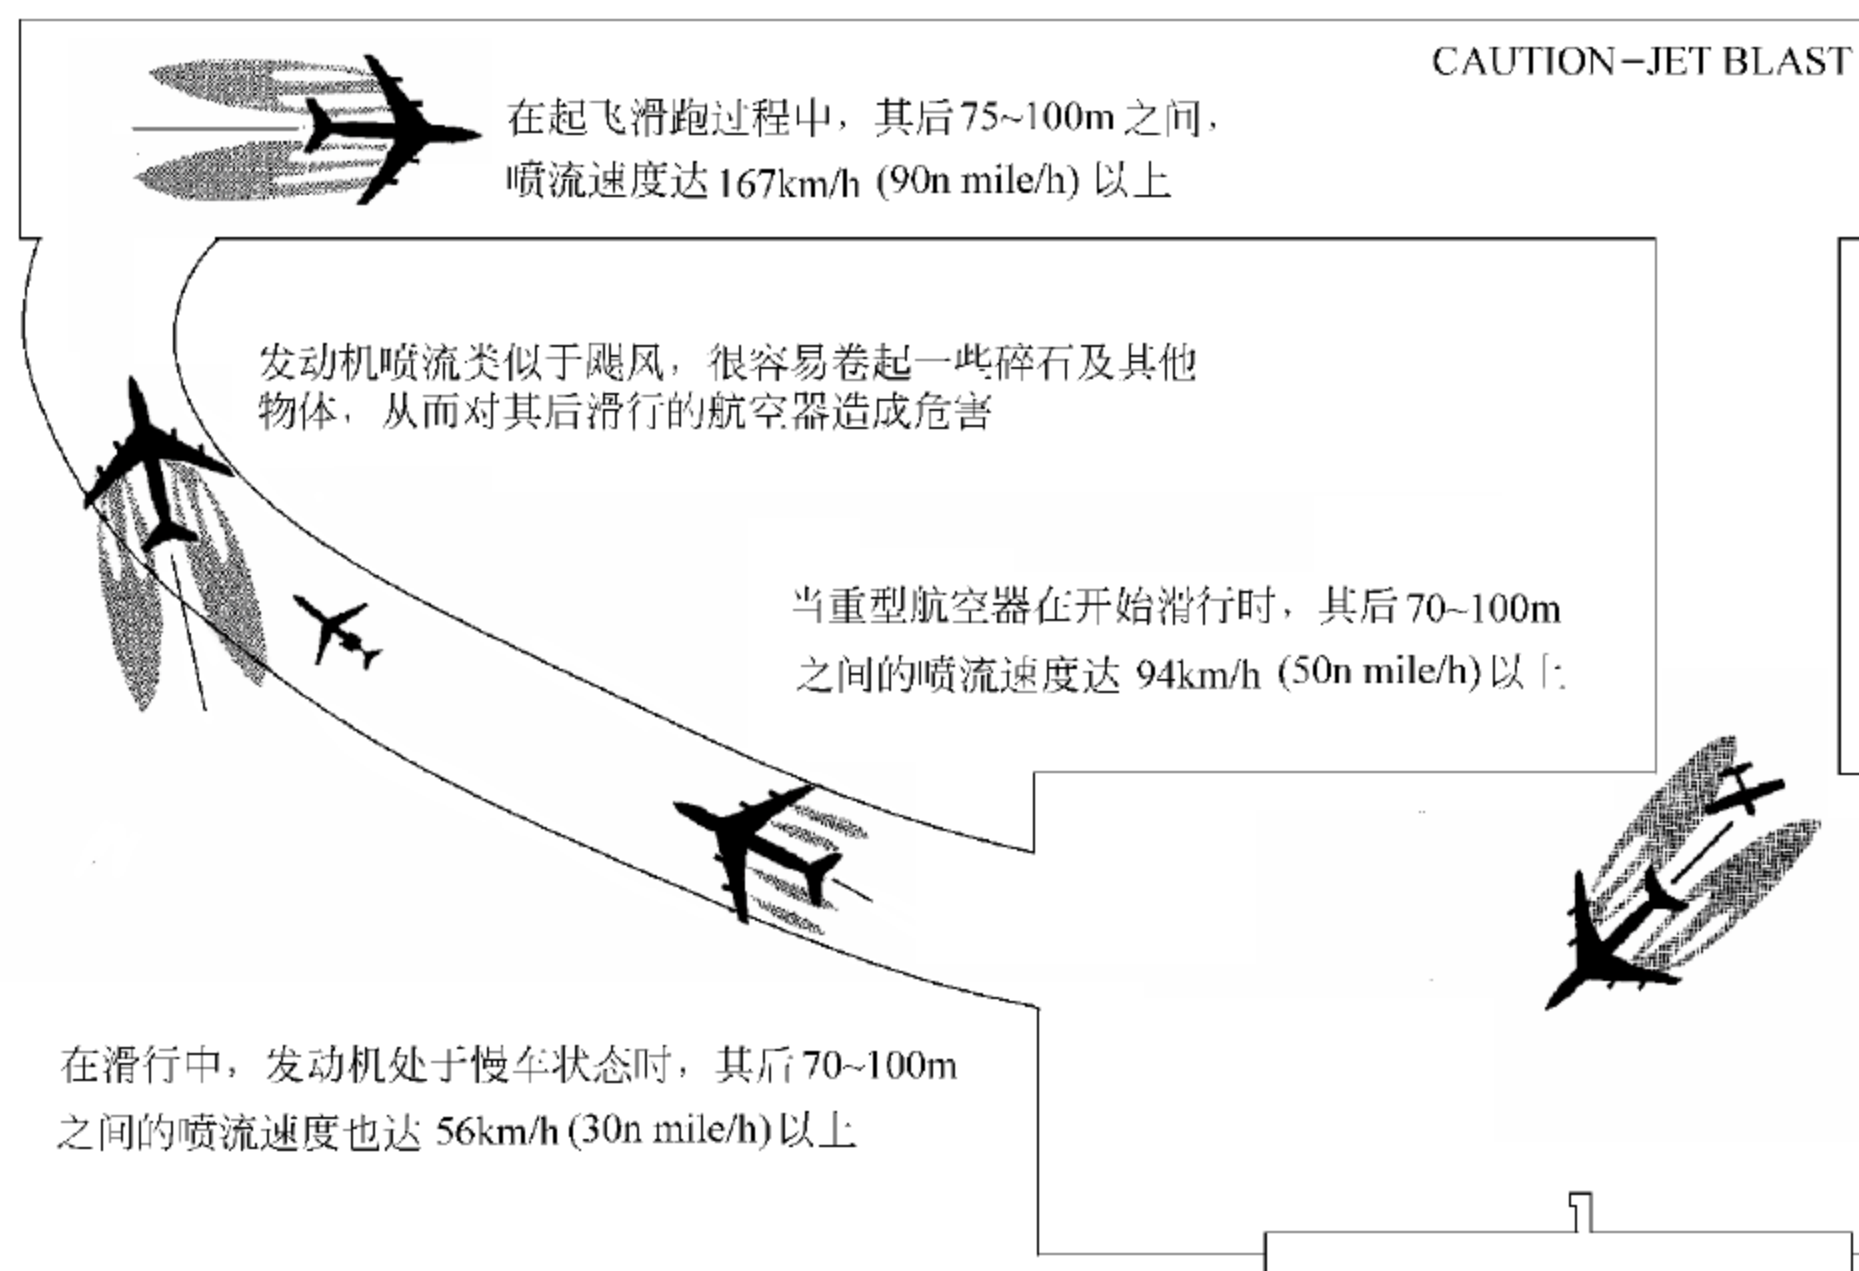 CAUTION-JET BLAST
在起飞滑跑过程中，其后75~100m之间，
喷流速度达167km/h (90n mile/h) 以上
发动机喷流类似于飓风，很容易卷起一些碎石及其他
物体，从而对其后滑行的航空器造成危害
当重型航空器在开始滑行时，其后70~100m
之间的喷流速度达 94km/h (50n mile/h)以上
在滑行中，发动机处于慢车状态时，其后70~100m
之间的喷流速度也达 56km/h (30n mile/h)以上